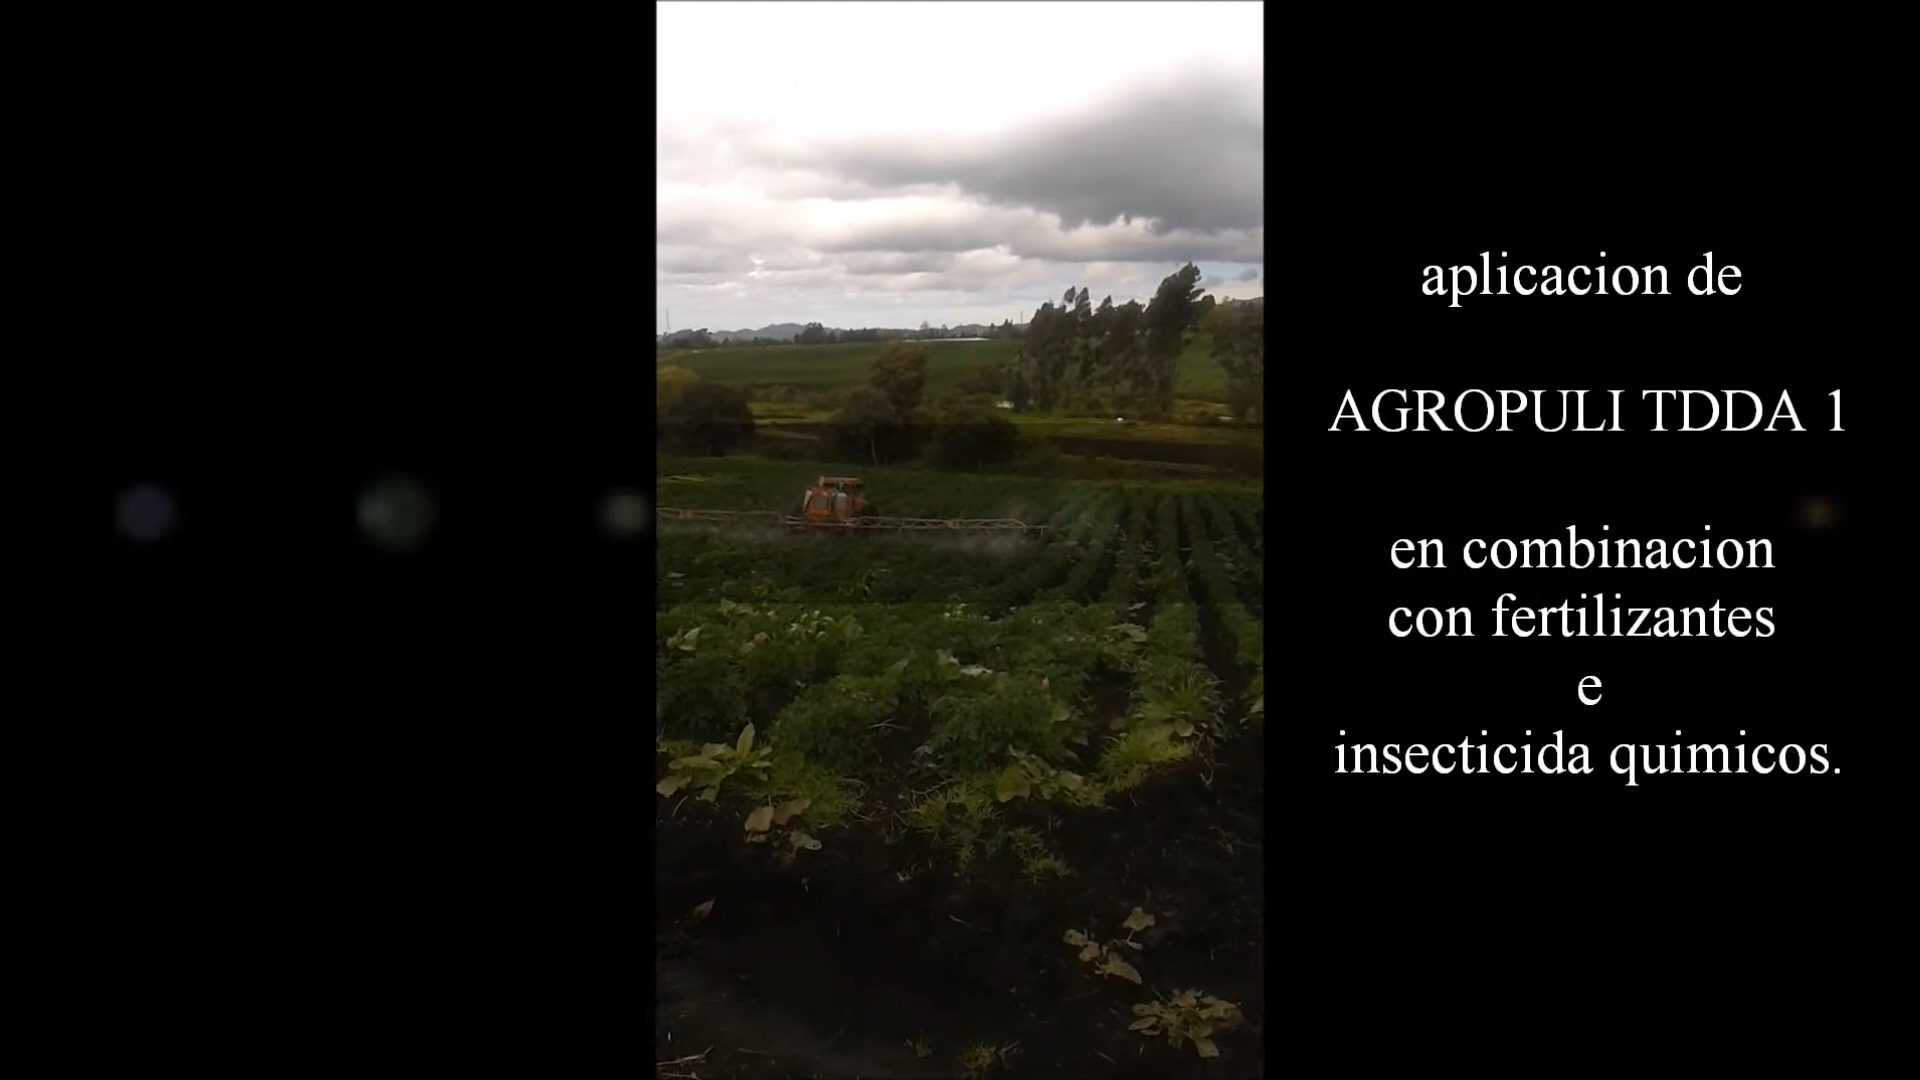 aplicacion de
AGROPULI TDDA 1
en combinacion
con fertilizantes
e
insecticida quimicos.